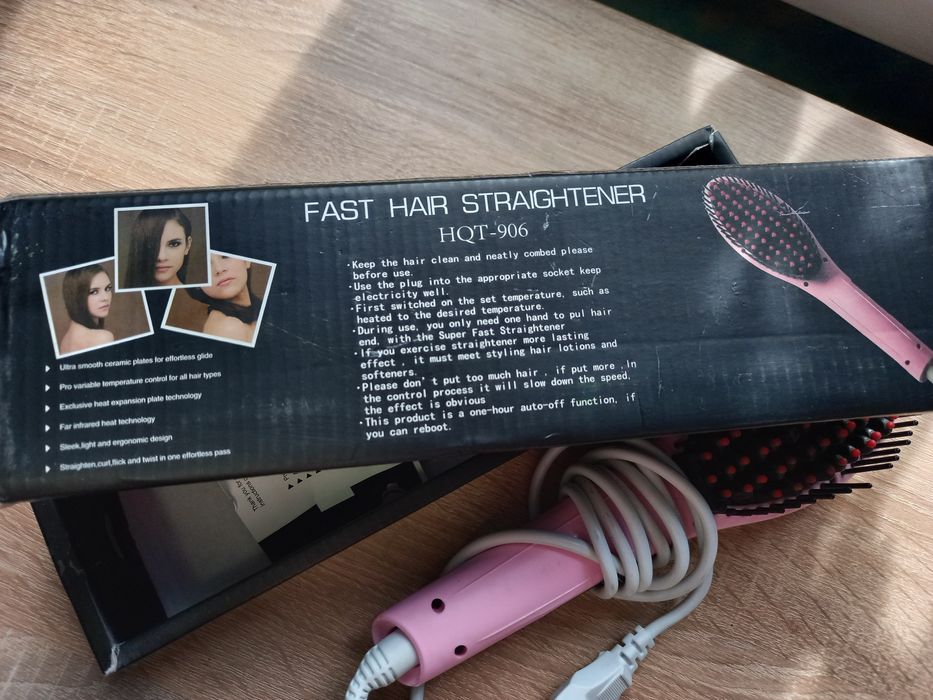 FAST HAIR STRAIGHTENER
HQT-906
·Keep the hair clean and neatly combed please
before use.
·Use the plug into the appropriate socket keep
electricity well.
·First switched on the set temperature, such as
heated to the desired temperature.
·During use, you only need one hand to pul hair
end, with the Super Fast Straightener
·If you exercise straightener more lasting
effect , it must meet styling hair lotions and
softeners.
·Please don't put too much hair , if put more .In
the control process it will slow down the speed,
the effect is obvious
·This product is a one-hour auto-off function, if
you can reboot.
Ultra smooth ceramic plates for effortless glide
Pro variable temperature control for all hair types
Exclusive heat expansion plate technology
Far infrared heat technology
Sleek,light and ergonomic design
Straighten,curl,flick and twist in one effortless pass
Thank you for
instructions